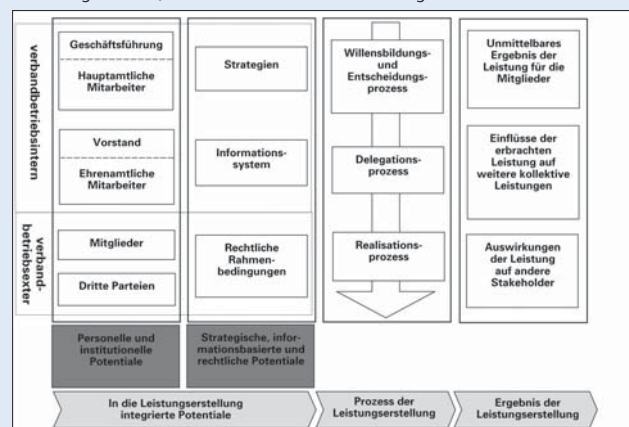 verbandbetriebsintern
Geschäftsführung
Hauptamtliche
Mitarbeiter
Vorstand
Ehrenamtliche
Mitarbeiter
verband-
betriebsexter
Mitglieder
Dritte Parteien
Personelle und
institutionelle
Potentiale
Strategien
Informations-
system
Rechtliche
Rahmen-
bedingungen
Strategische, infor-
mationsbasierte und
rechtliche Potentiale
Willensbildungs-
und
Entscheidungs-
prozess
Delegations-
prozess
Realisations-
prozess
Unmittelbares
Ergebnis der
Leistung für die
Mitglieder
Einflüsse der
erbrachten
Leistung auf
weitere kollektive
Leistungen
Auswirkungen
der Leistung
auf andere
Stakeholder
In die Leistungserstellung
integrierte Potentiale
Prozess der
Leistungserstellung
Ergebnis der
Leistungserstellung